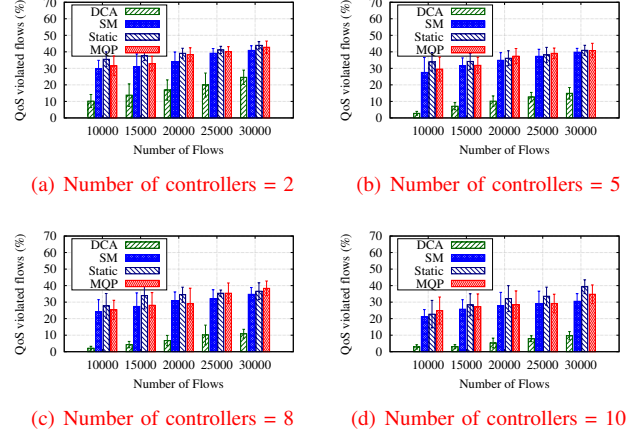 DCA
SM
Static
MQP
QoS violated flows (%)
70
60
50
40
30
20
10
0
10000 15000 20000 25000 30000
Number of Flows
(a) Number of controllers = 2
DCA
SM
Static
MQP
QoS violated flows (%)
70
60
50
40
30
20
10
0
10000 15000 20000 25000 30000
Number of Flows
(b) Number of controllers = 5
DCA
SM
Static
MQP
QoS violated flows (%)
70
60
50
40
30
20
10
0
10000 15000 20000 25000 30000
Number of Flows
(c) Number of controllers = 8
DCA
SM
Static
MQP
QoS violated flows (%)
70
60
50
40
30
20
10
0
10000 15000 20000 25000 30000
Number of Flows
(d) Number of controllers = 10